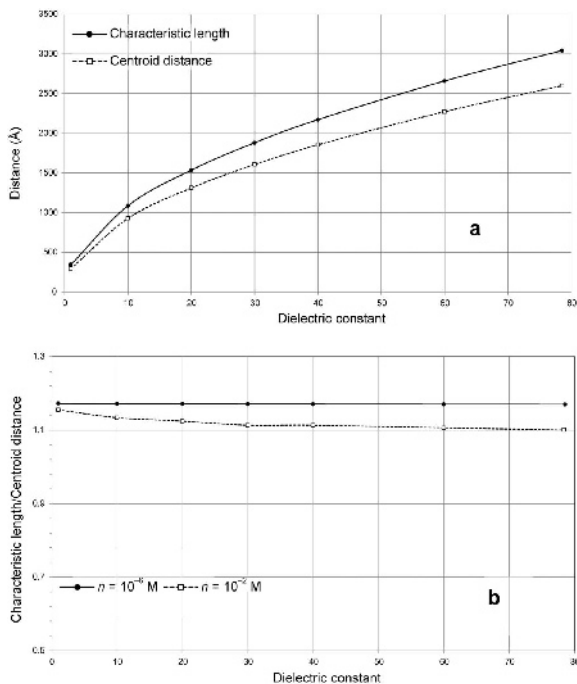 3500
3000
2500
2000
1500
1000
500
0
Distance (Å)
Characteristic length
Centroid distance
a
0 10 20 30 40 50 60 70 80
Dielectric constant
1.3
1.1
0.9
0.7
0.5
Characteristic length/Centroid distance
n = 10⁻⁶ M n = 10⁻² M
b
0 10 20 30 40 50 60 70 80
Dielectric constant